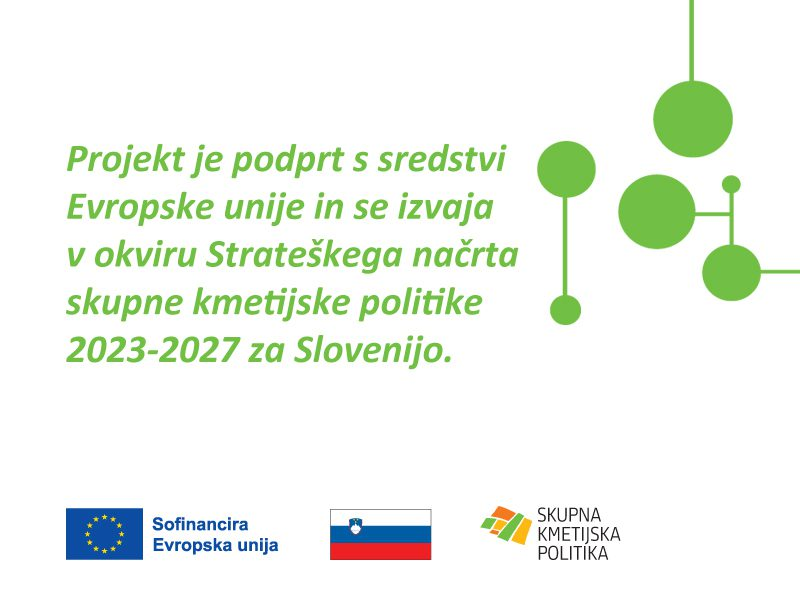 Projekt je podprt s sredstvi
Evropske unije in se izvaja
v okviru Strateškega načrta
skupne kmetijske politike
2023-2027 za Slovenijo.
Sofinancira
Evropska unija
SKUPNA
KMETIJSKA
POLITIKA